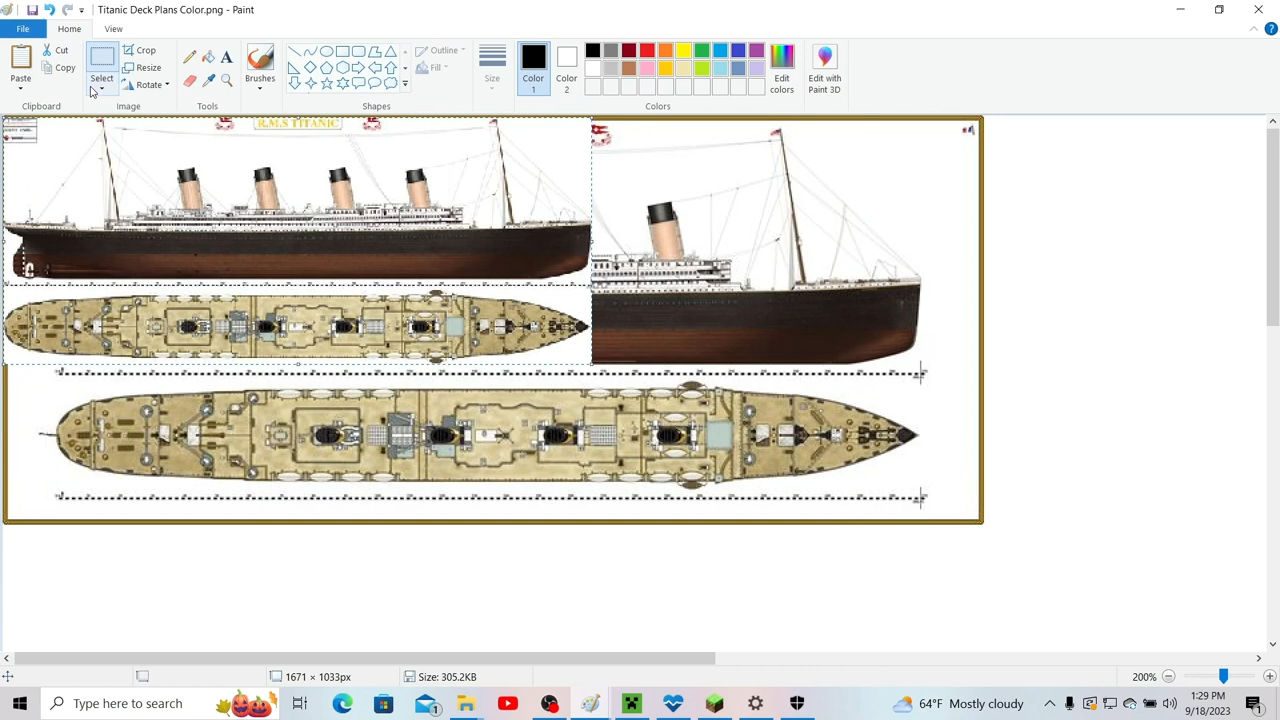 Titanic Deck Plans Color.png - Paint
File
Home
View
Paste
Cut
Copy
Clipboard
Select
Crop
Resize
Rotate
Image
Tools
Brushes
Outline
Fill
Shapes
Size
Color 1
Color 2
Edit colors
Colors
Edit with Paint 3D
R.M.S TITANIC
1671 × 1033px
Size: 305.2KB
200%
Type here to search
1
64°F Mostly cloudy
1:29 PM
9/18/2023
1